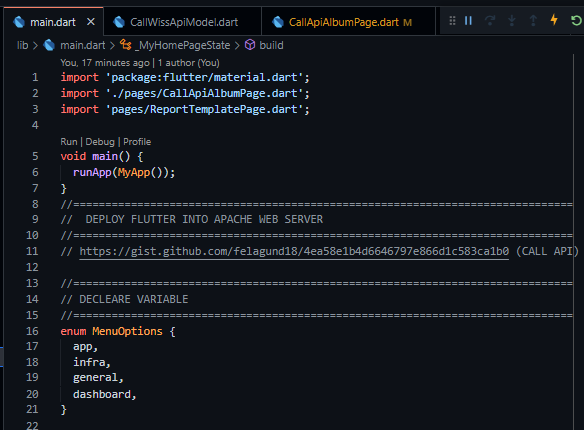 main.dart × CallWissApiModel.dart CallApiAlbumPage.dart M
lib > main.dart > _MyHomePageState > build
You, 17 minutes ago | 1 author (You)
1 import 'package:flutter/material.dart';
2 import './pages/CallApiAlbumPage.dart';
3 import 'pages/ReportTemplatePage.dart';
4
Run | Debug | Profile
5 void main() {
6 runApp(MyApp());
7 }
8 //==============================================================================
9 // DEPLOY FLUTTER INTO APACHE WEB SERVER
10 //==============================================================================
11 // https://gist.github.com/felagund18/4ea58e1b4d6646797e866d1c583ca1b0 (CALL API)
12
13 //==============================================================================
14 // DECLEARE VARIABLE
15 //==============================================================================
16 enum MenuOptions {
17 app,
18 infra,
19 general,
20 dashboard,
21 }
22